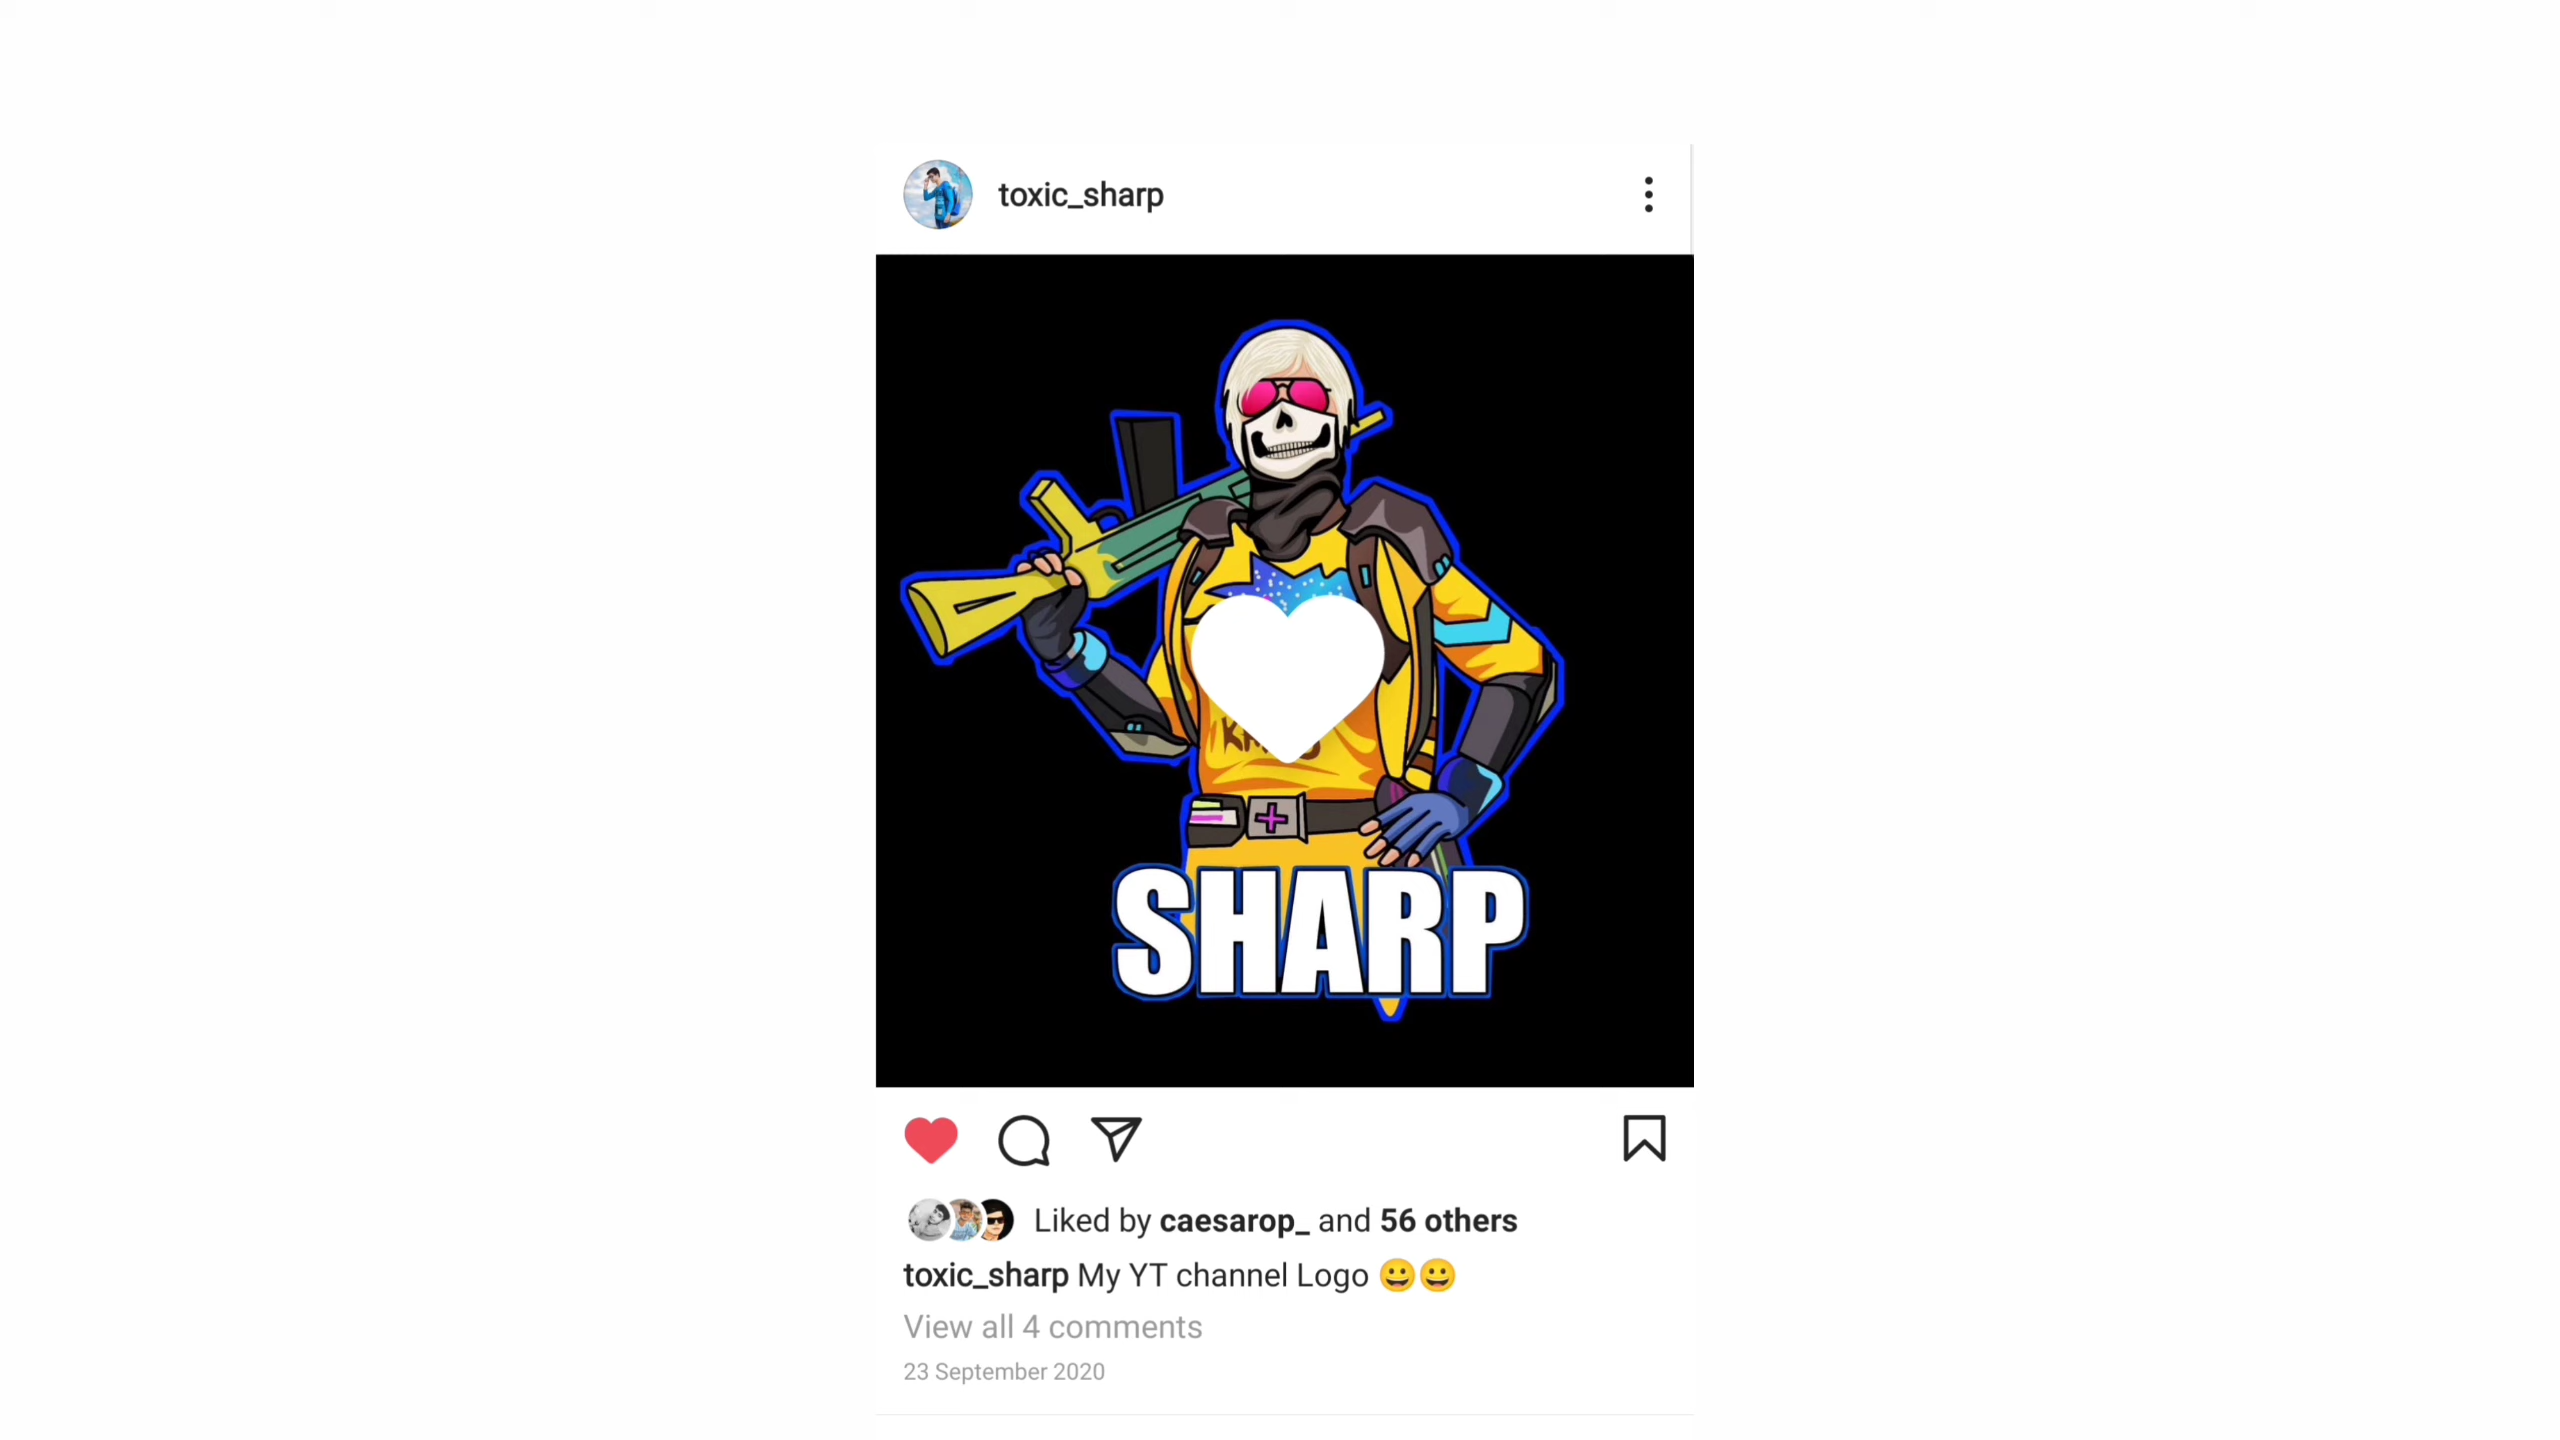 toxic_sharp
SHARP
Liked by caesarop_ and 56 others
toxic_sharp My YT channel Logo 😀😀
View all 4 comments
23 September 2020